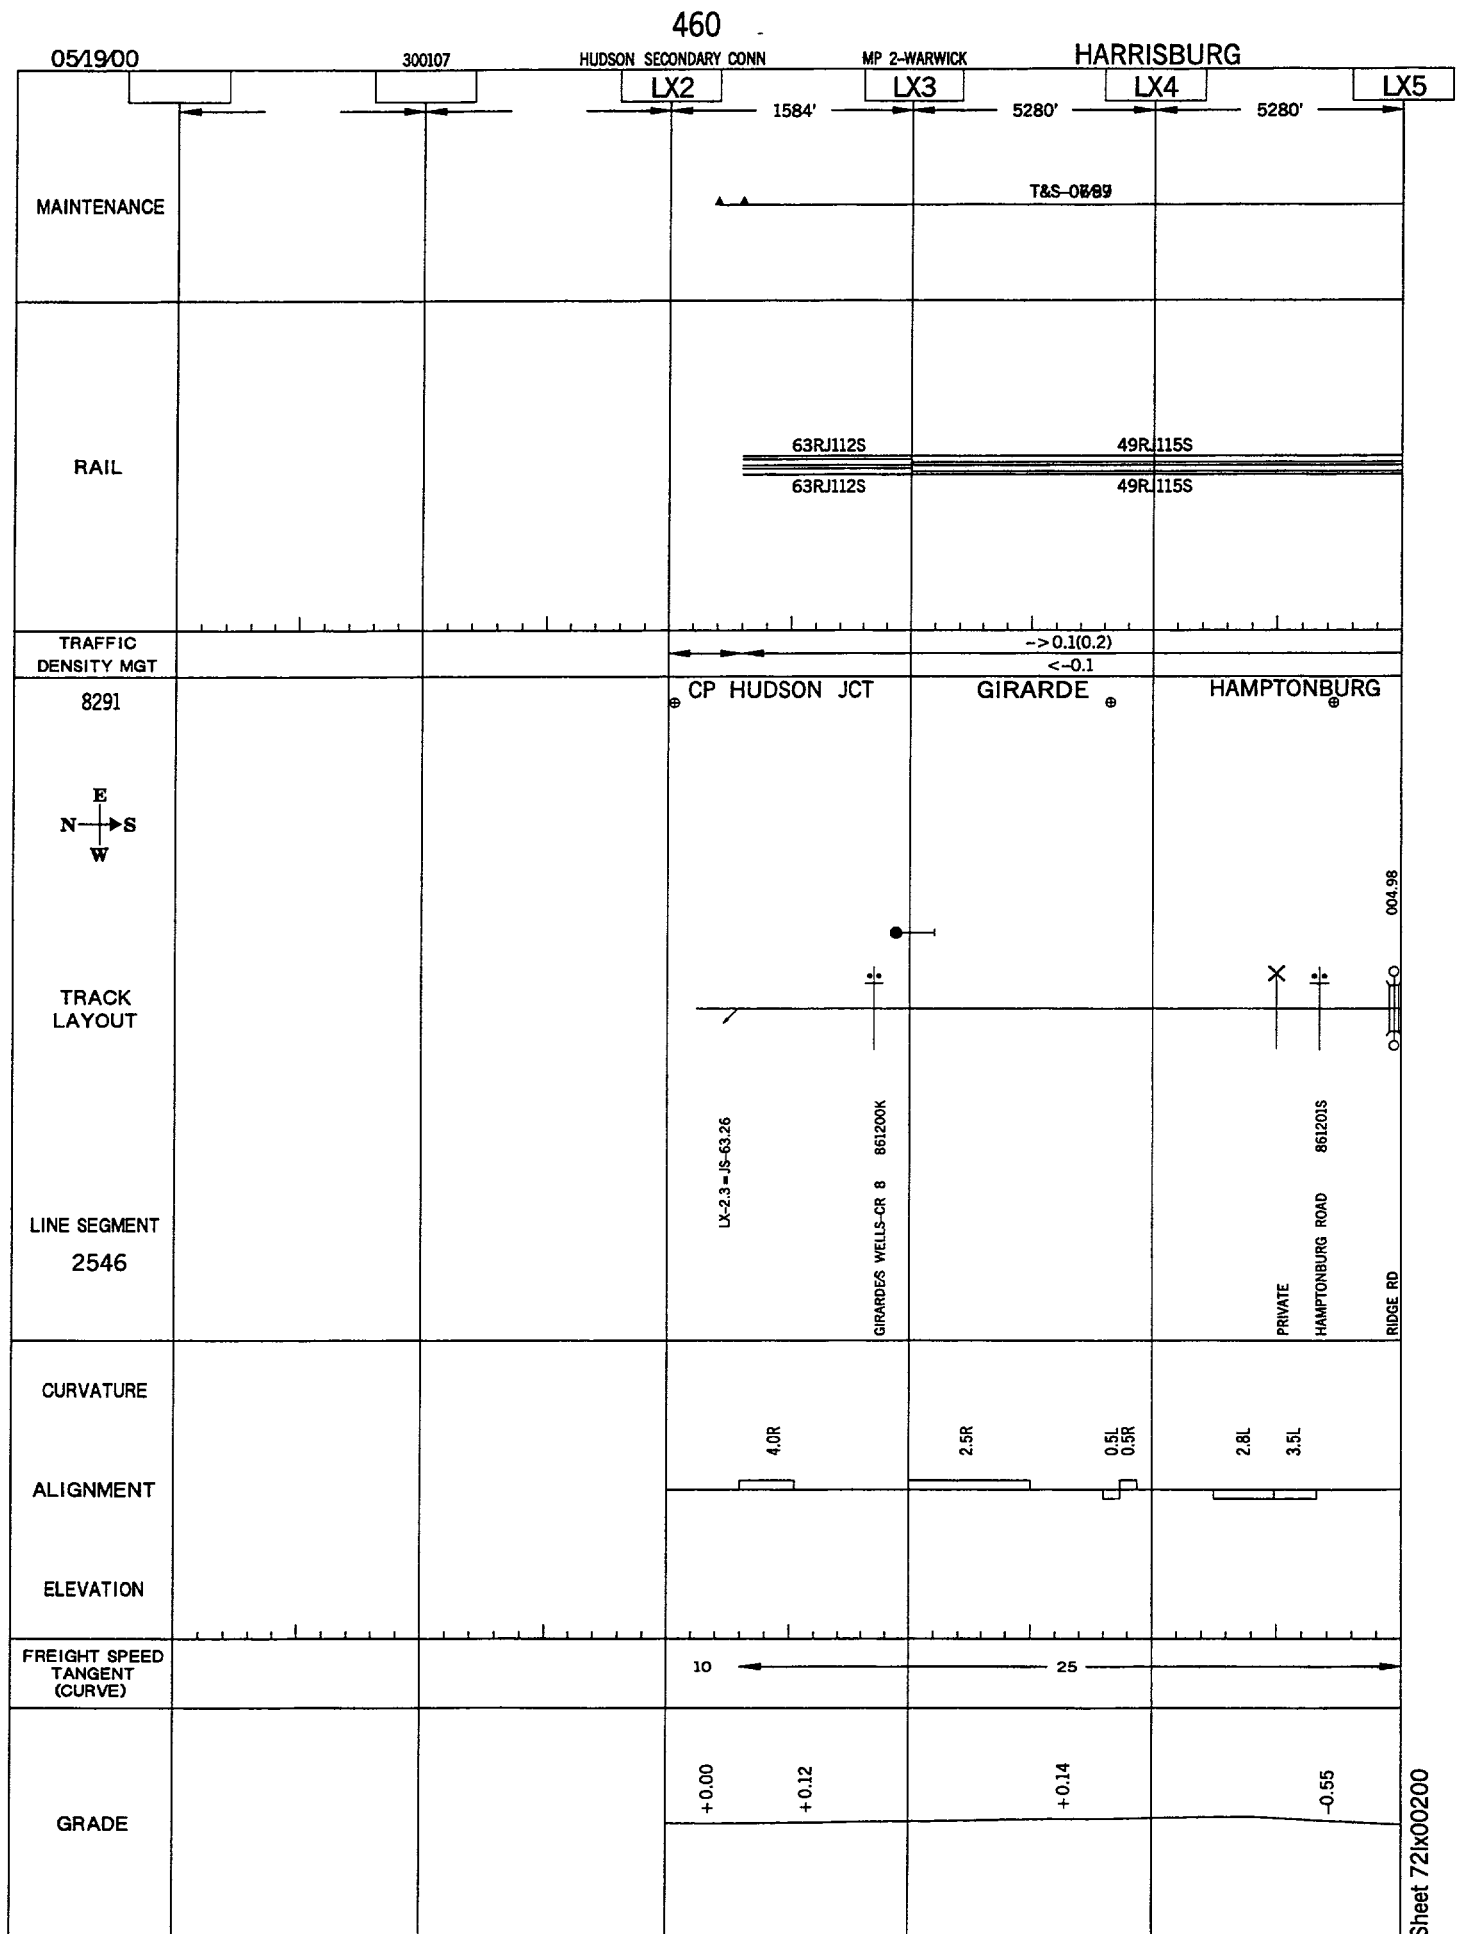 460
05/19/00 300107 HUDSON SECONDARY CONN MP 2-WARWICK HARRISBURG
LX2 LX3 LX4 LX5
1584' 5280' 5280'
MAINTENANCE
RAIL
63RJ112S 49RJ115S
63RJ112S 49RJ115S
TRAFFIC
DENSITY MGT
->0.1(0.2)
<-0.1
8291
CP HUDSON JCT GIRARDE HAMPTONBURG
E
N S
W
004.98
TRACK
LAYOUT
LX-2.3=JS-63.26
GIRARDE/S WELLS-CR 8 861200K
PRIVATE
HAMPTONBURG ROAD 861201S
RIDGE RD
LINE SEGMENT
2546
CURVATURE
4.0R 2.5R 0.5L 0.5R 2.8L 3.5L
ALIGNMENT
ELEVATION
FREIGHT SPEED
TANGENT
(CURVE)
10 25
GRADE
+0.00 +0.12 +0.14 -0.55
Sheet 72lx00200